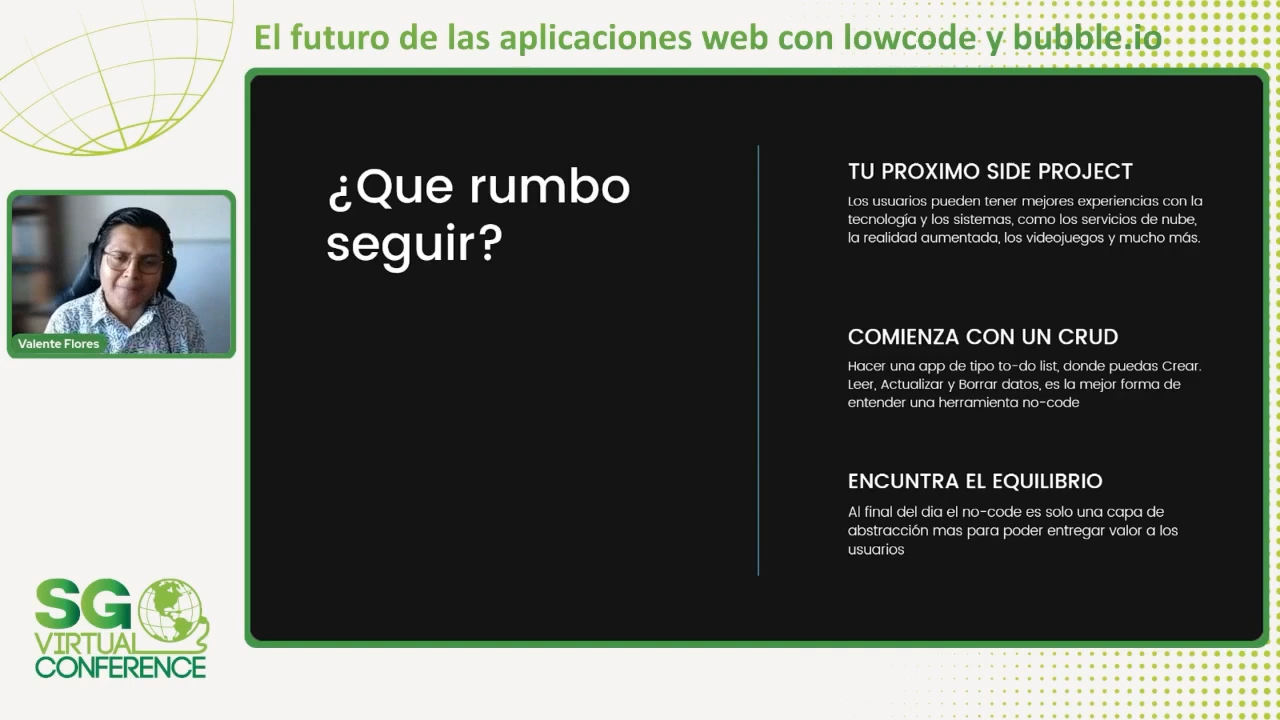 El futuro de las aplicaciones web con lowcode y bubble.io
¿Que rumbo
seguir?
TU PROXIMO SIDE PROJECT
Los usuarios pueden tener mejores experiencias con la
tecnología y los sistemas, como los servicios de nube,
la realidad aumentada, los videojuegos y mucho más.
COMIENZA CON UN CRUD
Hacer una app de tipo to-do list, donde puedas Crear.
Leer, Actualizar y Borrar datos, es la mejor forma de
entender una herramienta no-code
ENCUNTRA EL EQUILIBRIO
Al final del dia el no-code es solo una capa de
abstracción mas para poder entregar valor a los
usuarios
Valente Flores
SG
VIRTUAL
CONFERENCE